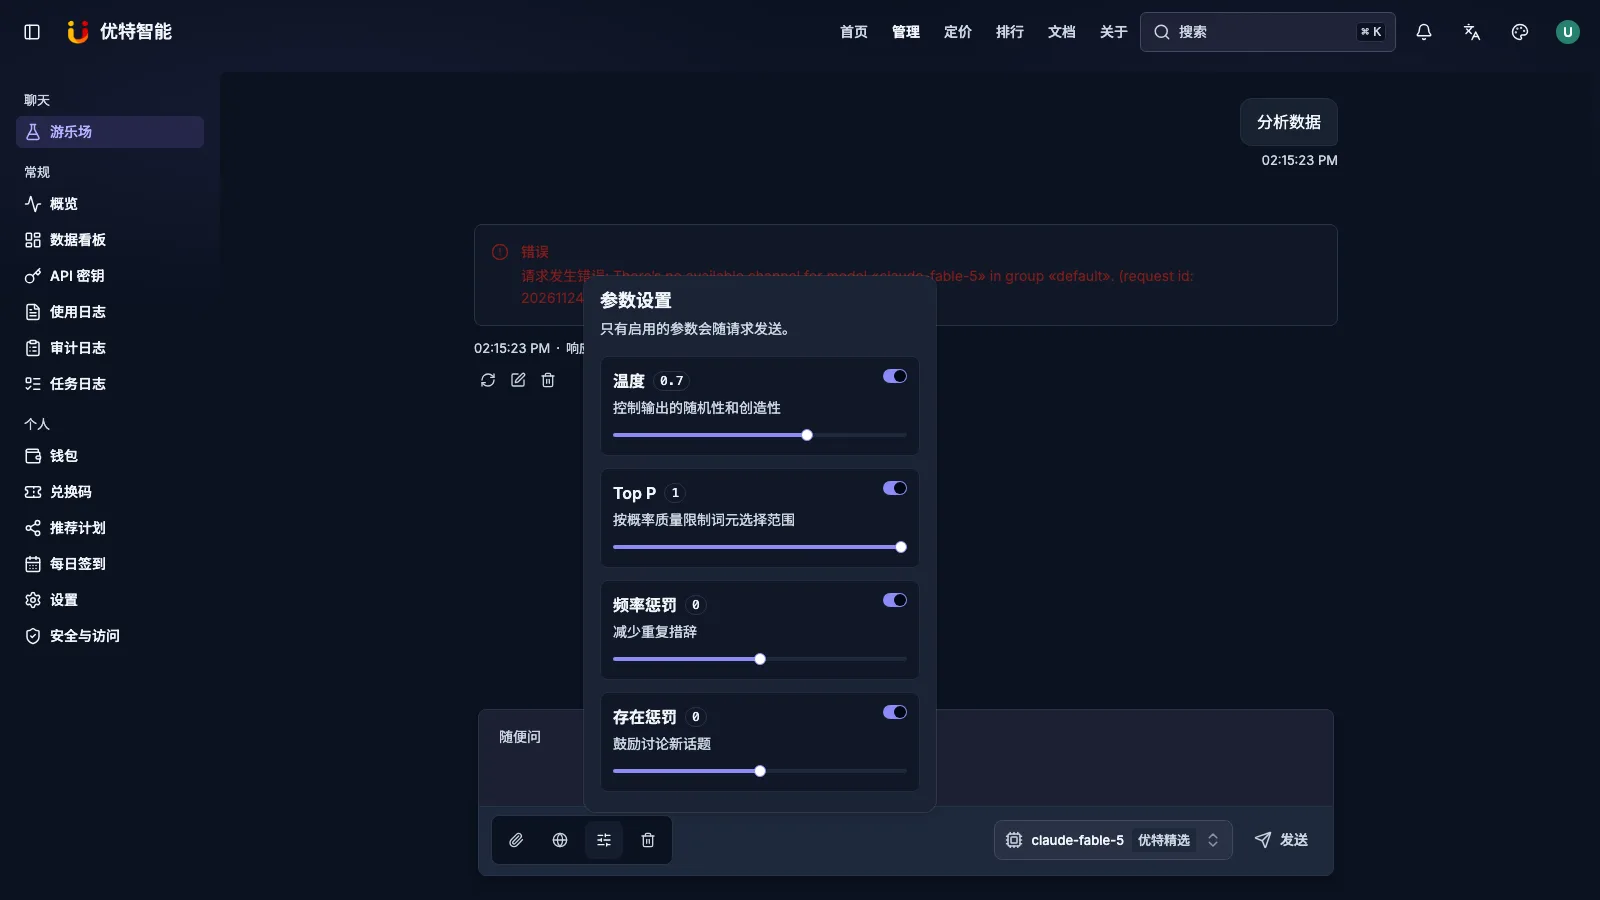 优特智能
首页
管理
定价
排行
文档
关于
搜索
⌘ K
U
聊天
游乐场
常规
概览
数据看板
API 密钥
使用日志
审计日志
任务日志
个人
钱包
兑换码
推荐计划
每日签到
设置
安全与访问
分析数据
02:15:23 PM
错误
请求发生错误: There's no available channel for model «claude-fable-5» in group «default». (request id:
20261124
02:15:23 PM · 响应
参数设置
只有启用的参数会随请求发送。
温度 0.7
控制输出的随机性和创造性
Top P 1
按概率质量限制词元选择范围
频率惩罚 0
减少重复措辞
存在惩罚 0
鼓励讨论新话题
随便问
claude-fable-5 优特精选
发送